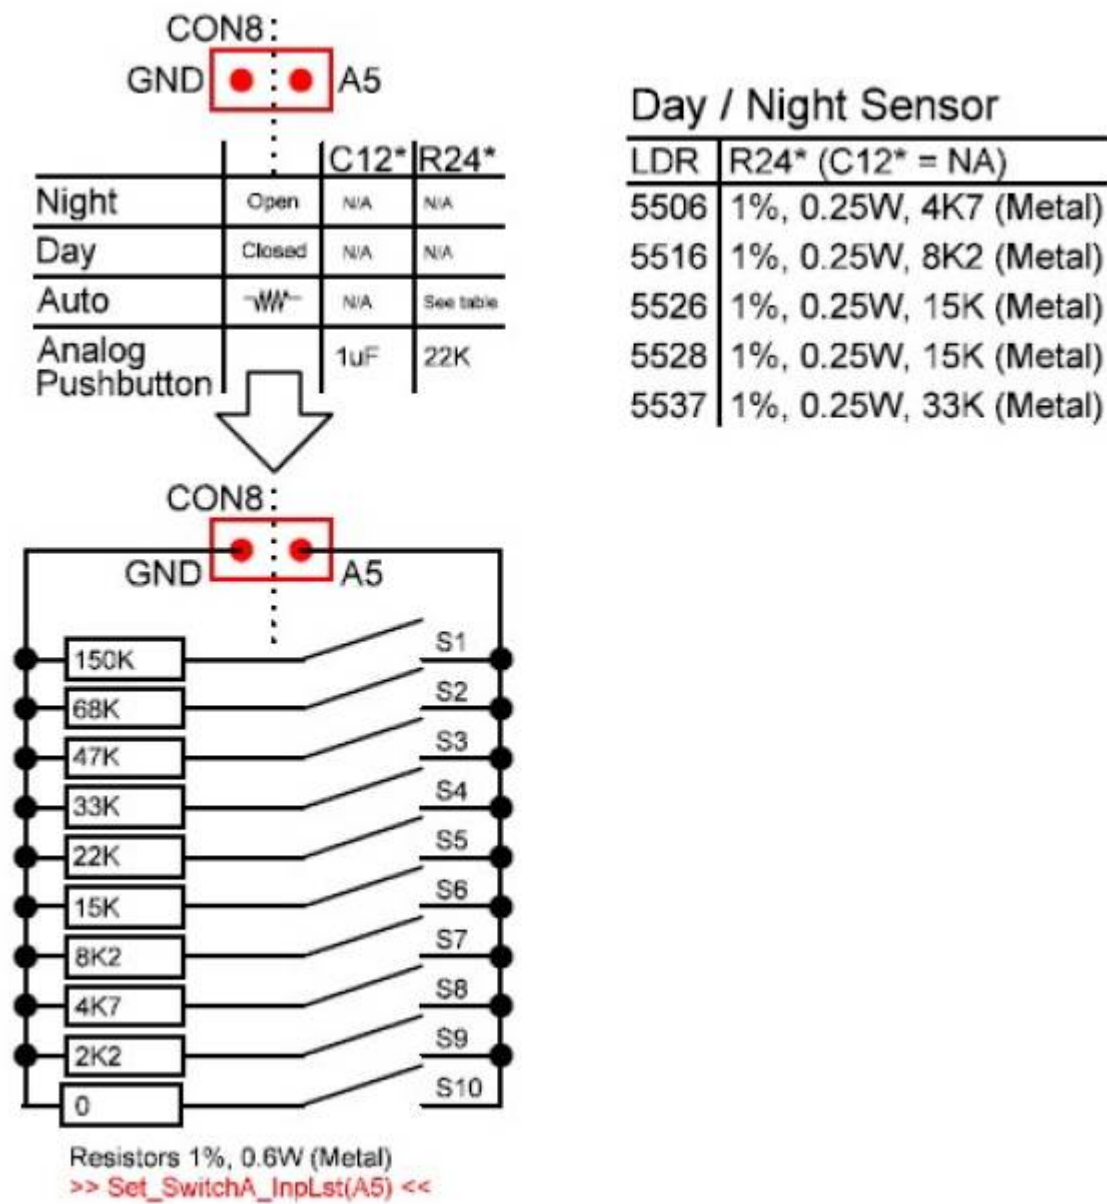 CON8
GND A5
C12* R24*
Night Open N/A N/A
Day Closed N/A N/A
Auto N/A See table
Analog
Pushbutton 1uF 22K
CON8
GND A5
150K S1
68K S2
47K S3
33K S4
22K S5
15K S6
8K2 S7
4K7 S8
2K2 S9
0 S10
Resistors 1%, 0.6W (Metal)
>> Set_SwitchA_InpLst(A5) <<
Day / Night Sensor
LDR R24* (C12* = NA)
5506 1%, 0.25W, 4K7 (Metal)
5516 1%, 0.25W, 8K2 (Metal)
5526 1%, 0.25W, 15K (Metal)
5528 1%, 0.25W, 15K (Metal)
5537 1%, 0.25W, 33K (Metal)